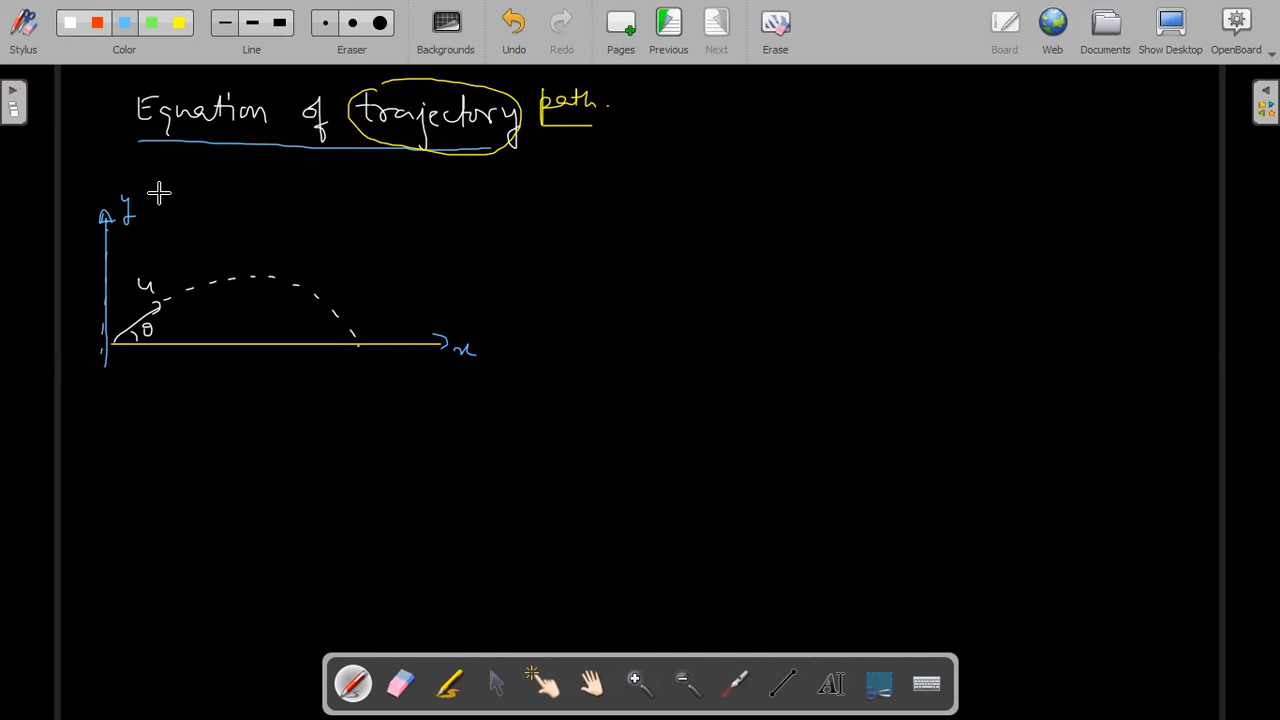 Stylus Color Line Eraser Backgrounds Undo Redo Pages Previous Next Erase Board Web Documents Show Desktop OpenBoard
Equation of trajectory path.
y
u
θ
x
AI